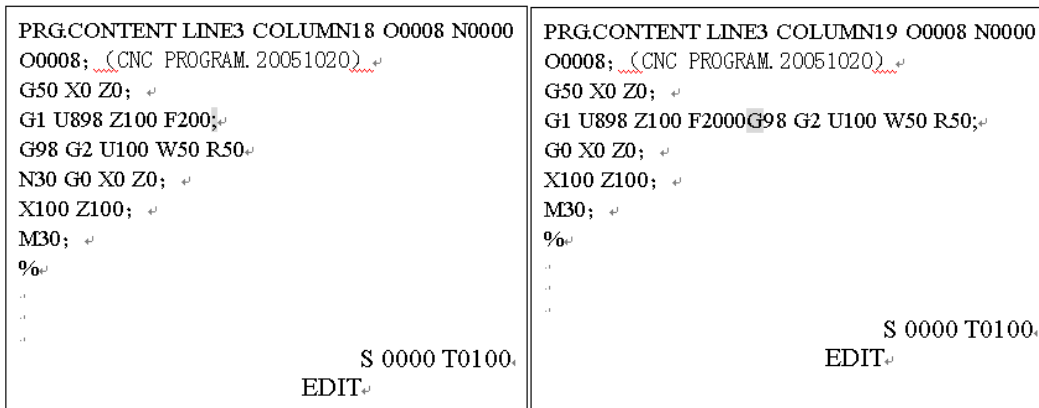 PRG.CONTENT LINE3 COLUMN18 O0008 N0000
O0008; (CNC PROGRAM. 20051020)
G50 X0 Z0;
G1 U898 Z100 F200;
G98 G2 U100 W50 R50
N30 G0 X0 Z0;
X100 Z100;
M30;
%
S 0000 T0100
EDIT
PRG.CONTENT LINE3 COLUMN19 O0008 N0000
O0008; (CNC PROGRAM. 20051020)
G50 X0 Z0;
G1 U898 Z100 F2000G98 G2 U100 W50 R50;
G0 X0 Z0;
X100 Z100;
M30;
%
S 0000 T0100
EDIT